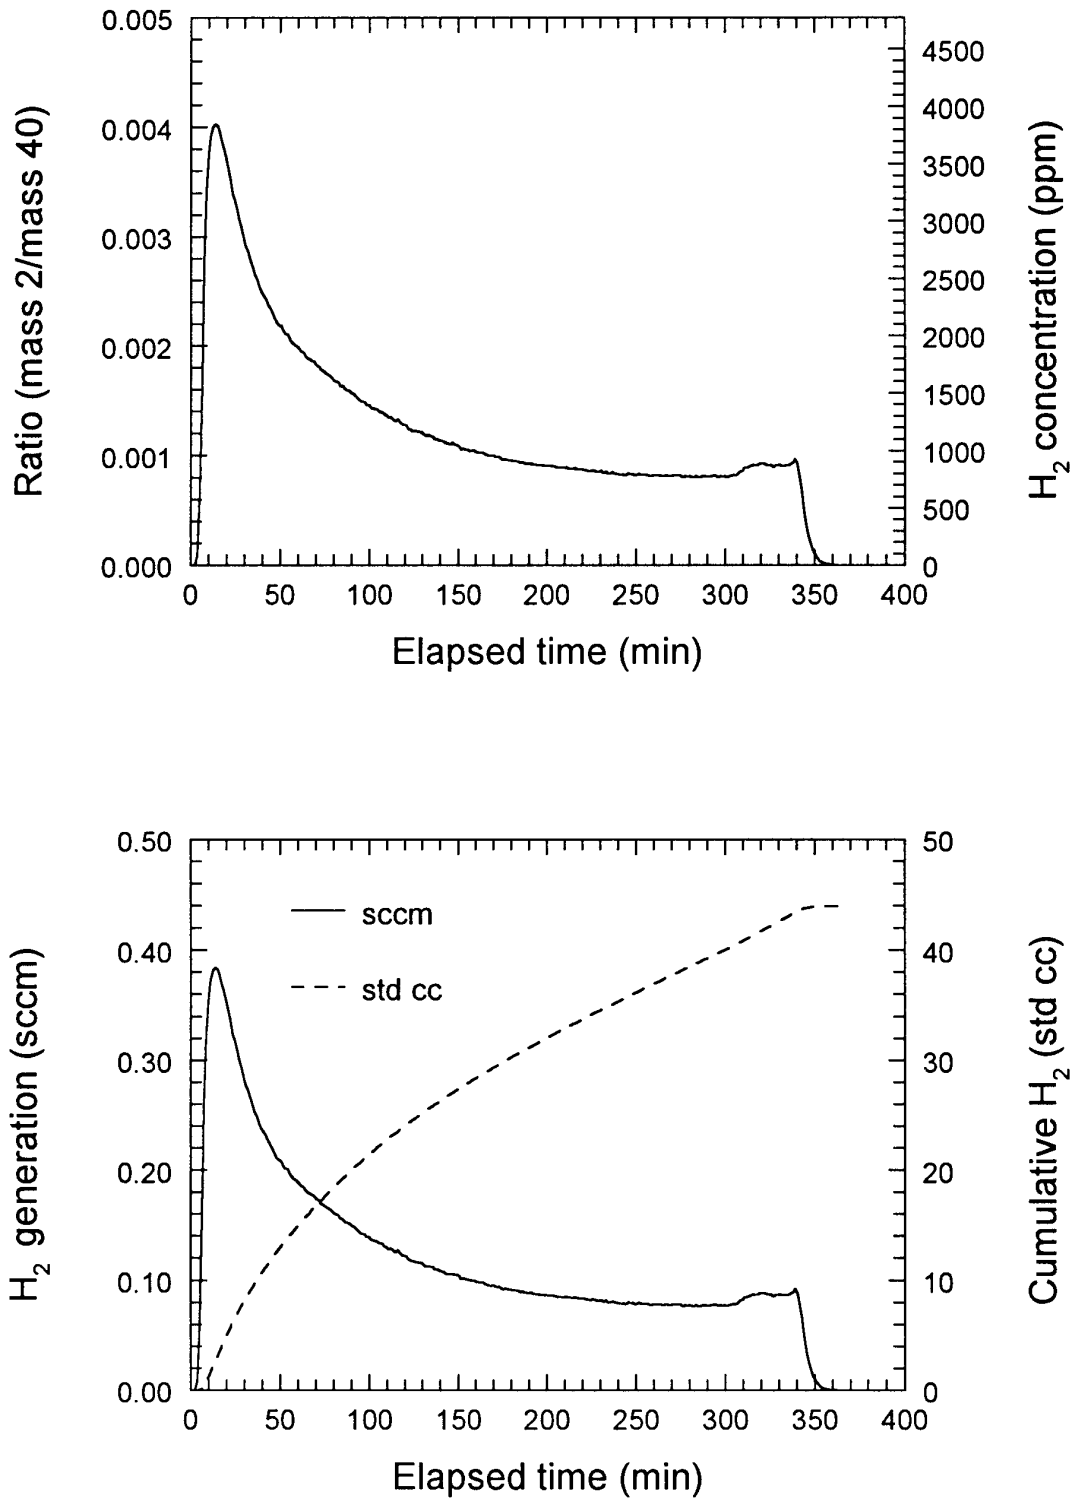 Ratio (mass 2/mass 40)
0.005
0.004
0.003
0.002
0.001
0.000
4500
4000
3500
3000
2500
2000
1500
1000
500
0
H₂ concentration (ppm)
0 50 100 150 200 250 300 350 400
Elapsed time (min)
H₂ generation (sccm)
0.50
0.40
0.30
0.20
0.10
0.00
sccm
std cc
50
40
30
20
10
0
Cumulative H₂ (std cc)
0 50 100 150 200 250 300 350 400
Elapsed time (min)